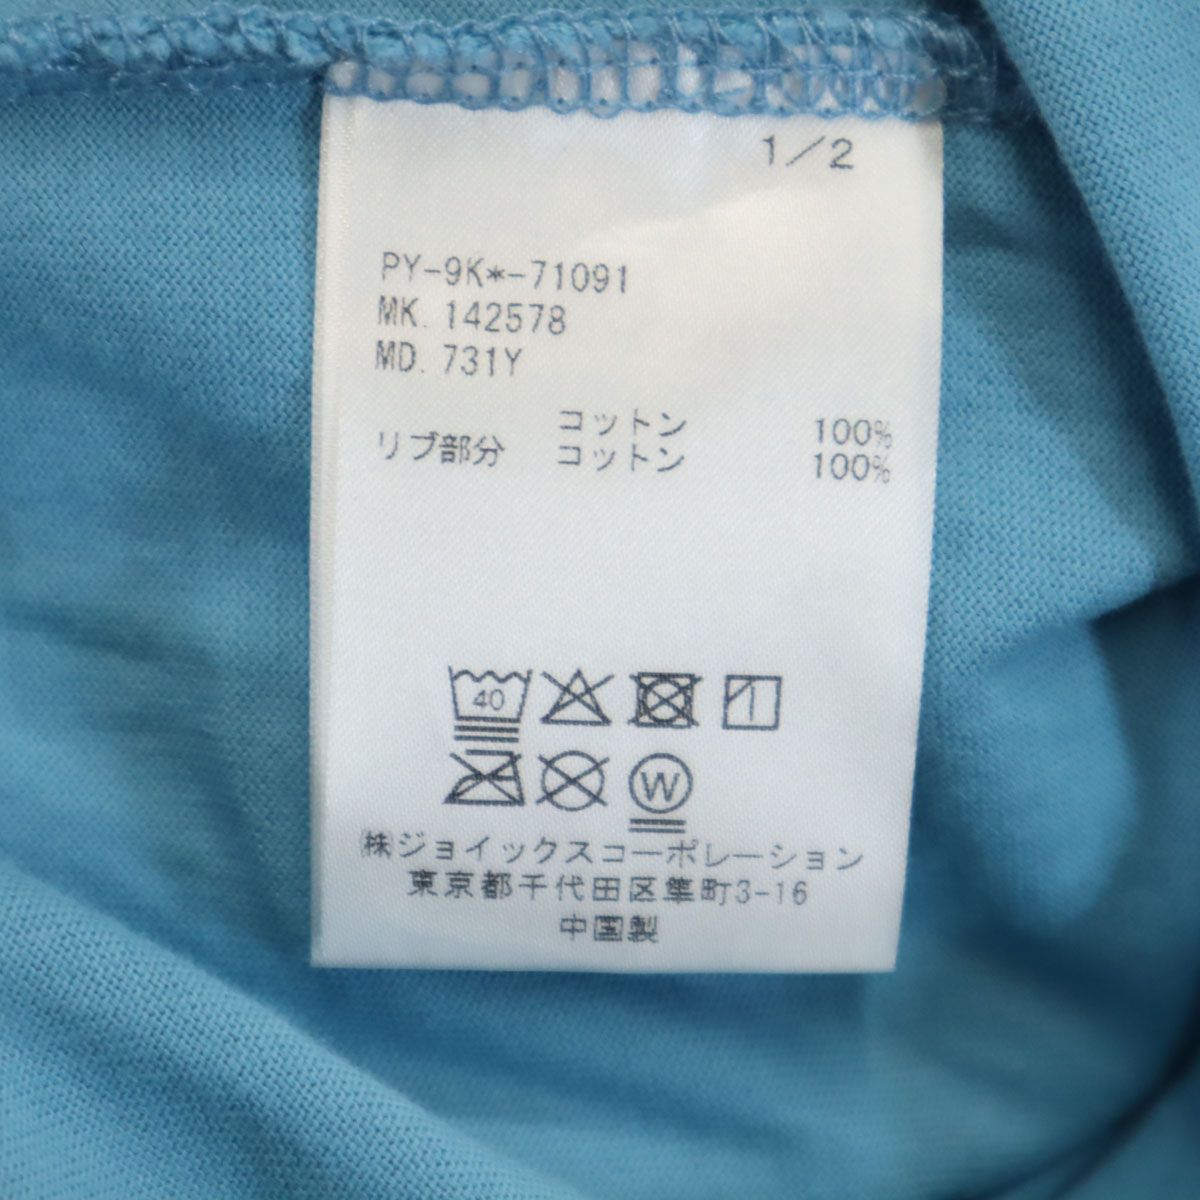 1/2
PY-9K*-71091
MK. 142578
MD. 731Y
コットン 100%
リブ部分 コットン 100%
40
W
㈱ジョイックスコーポレーション
東京都千代田区隼町3-16
中国製